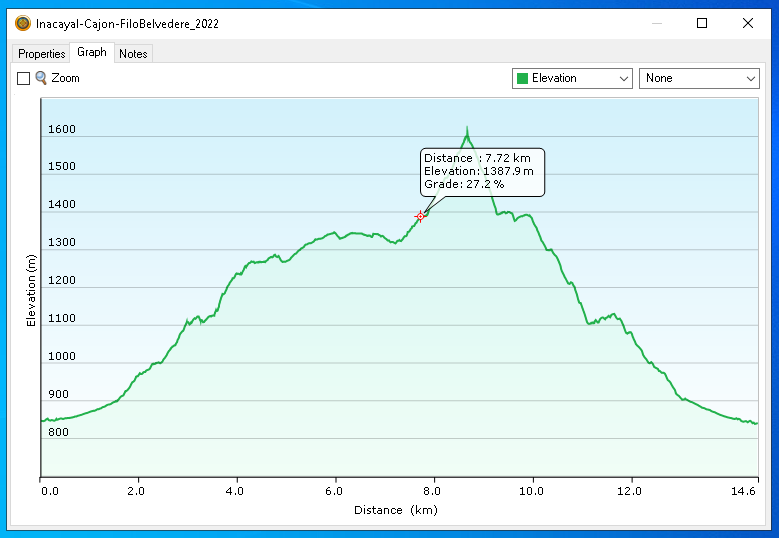 Inacayal-Cajon-FiloBelvedere_2022
Properties Graph Notes
Zoom Elevation None
1600
1500
1400
1300
1200
1100
1000
900
800
Elevation (m)
Distance : 7.72 km
Elevation: 1387.9 m
Grade: 27.2 %
0.0 2.0 4.0 6.0 8.0 10.0 12.0 14.6
Distance (km)